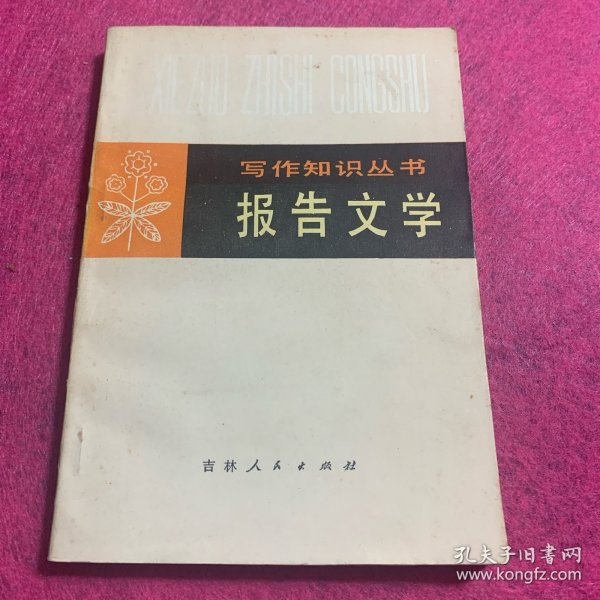 XIE ZUO ZHISHI CONGSHU
写作知识丛书
报告文学
吉林人民出版社
孔夫子旧书网
www.kongfz.com